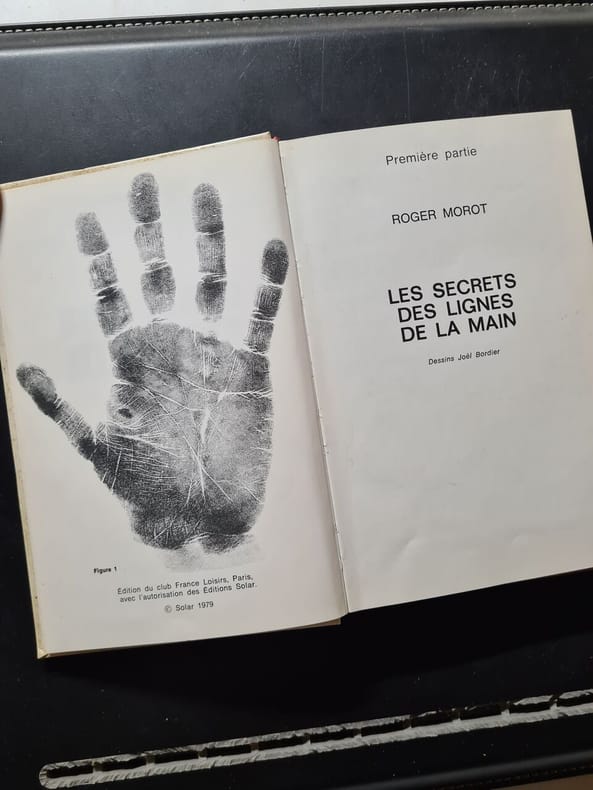 Figure 1
Édition du club France Loisirs, Paris,
avec l'autorisation des Éditions Solar.
© Solar 1979
Première partie
ROGER MOROT
LES SECRETS
DES LIGNES
DE LA MAIN
Dessins Joël Bordier